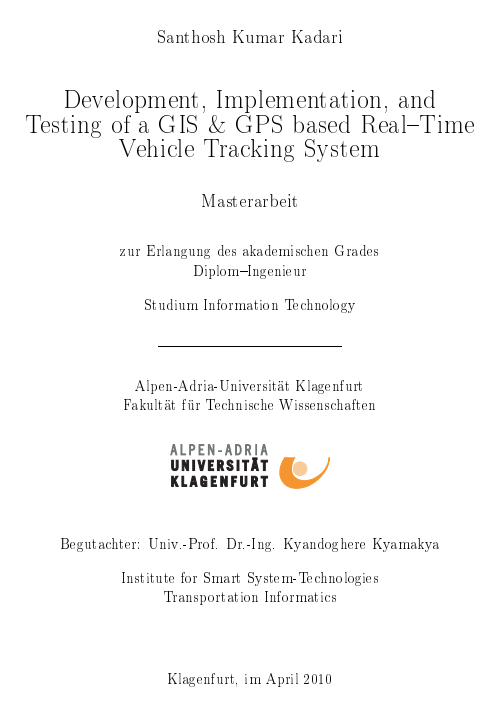 Santhosh Kumar Kadari
Development, Implementation, and
Testing of a GIS & GPS based Real–Time
Vehicle Tracking System
Masterarbeit
zur Erlangung des akademischen Grades
Diplom–Ingenieur
Studium Information Technology
Alpen-Adria-Universität Klagenfurt
Fakultät für Technische Wissenschaften
ALPEN-ADRIA
UNIVERSITÄT
KLAGENFURT
Begutachter: Univ.-Prof. Dr.-Ing. Kyandoghere Kyamakya
Institute for Smart System-Technologies
Transportation Informatics
Klagenfurt, im April 2010